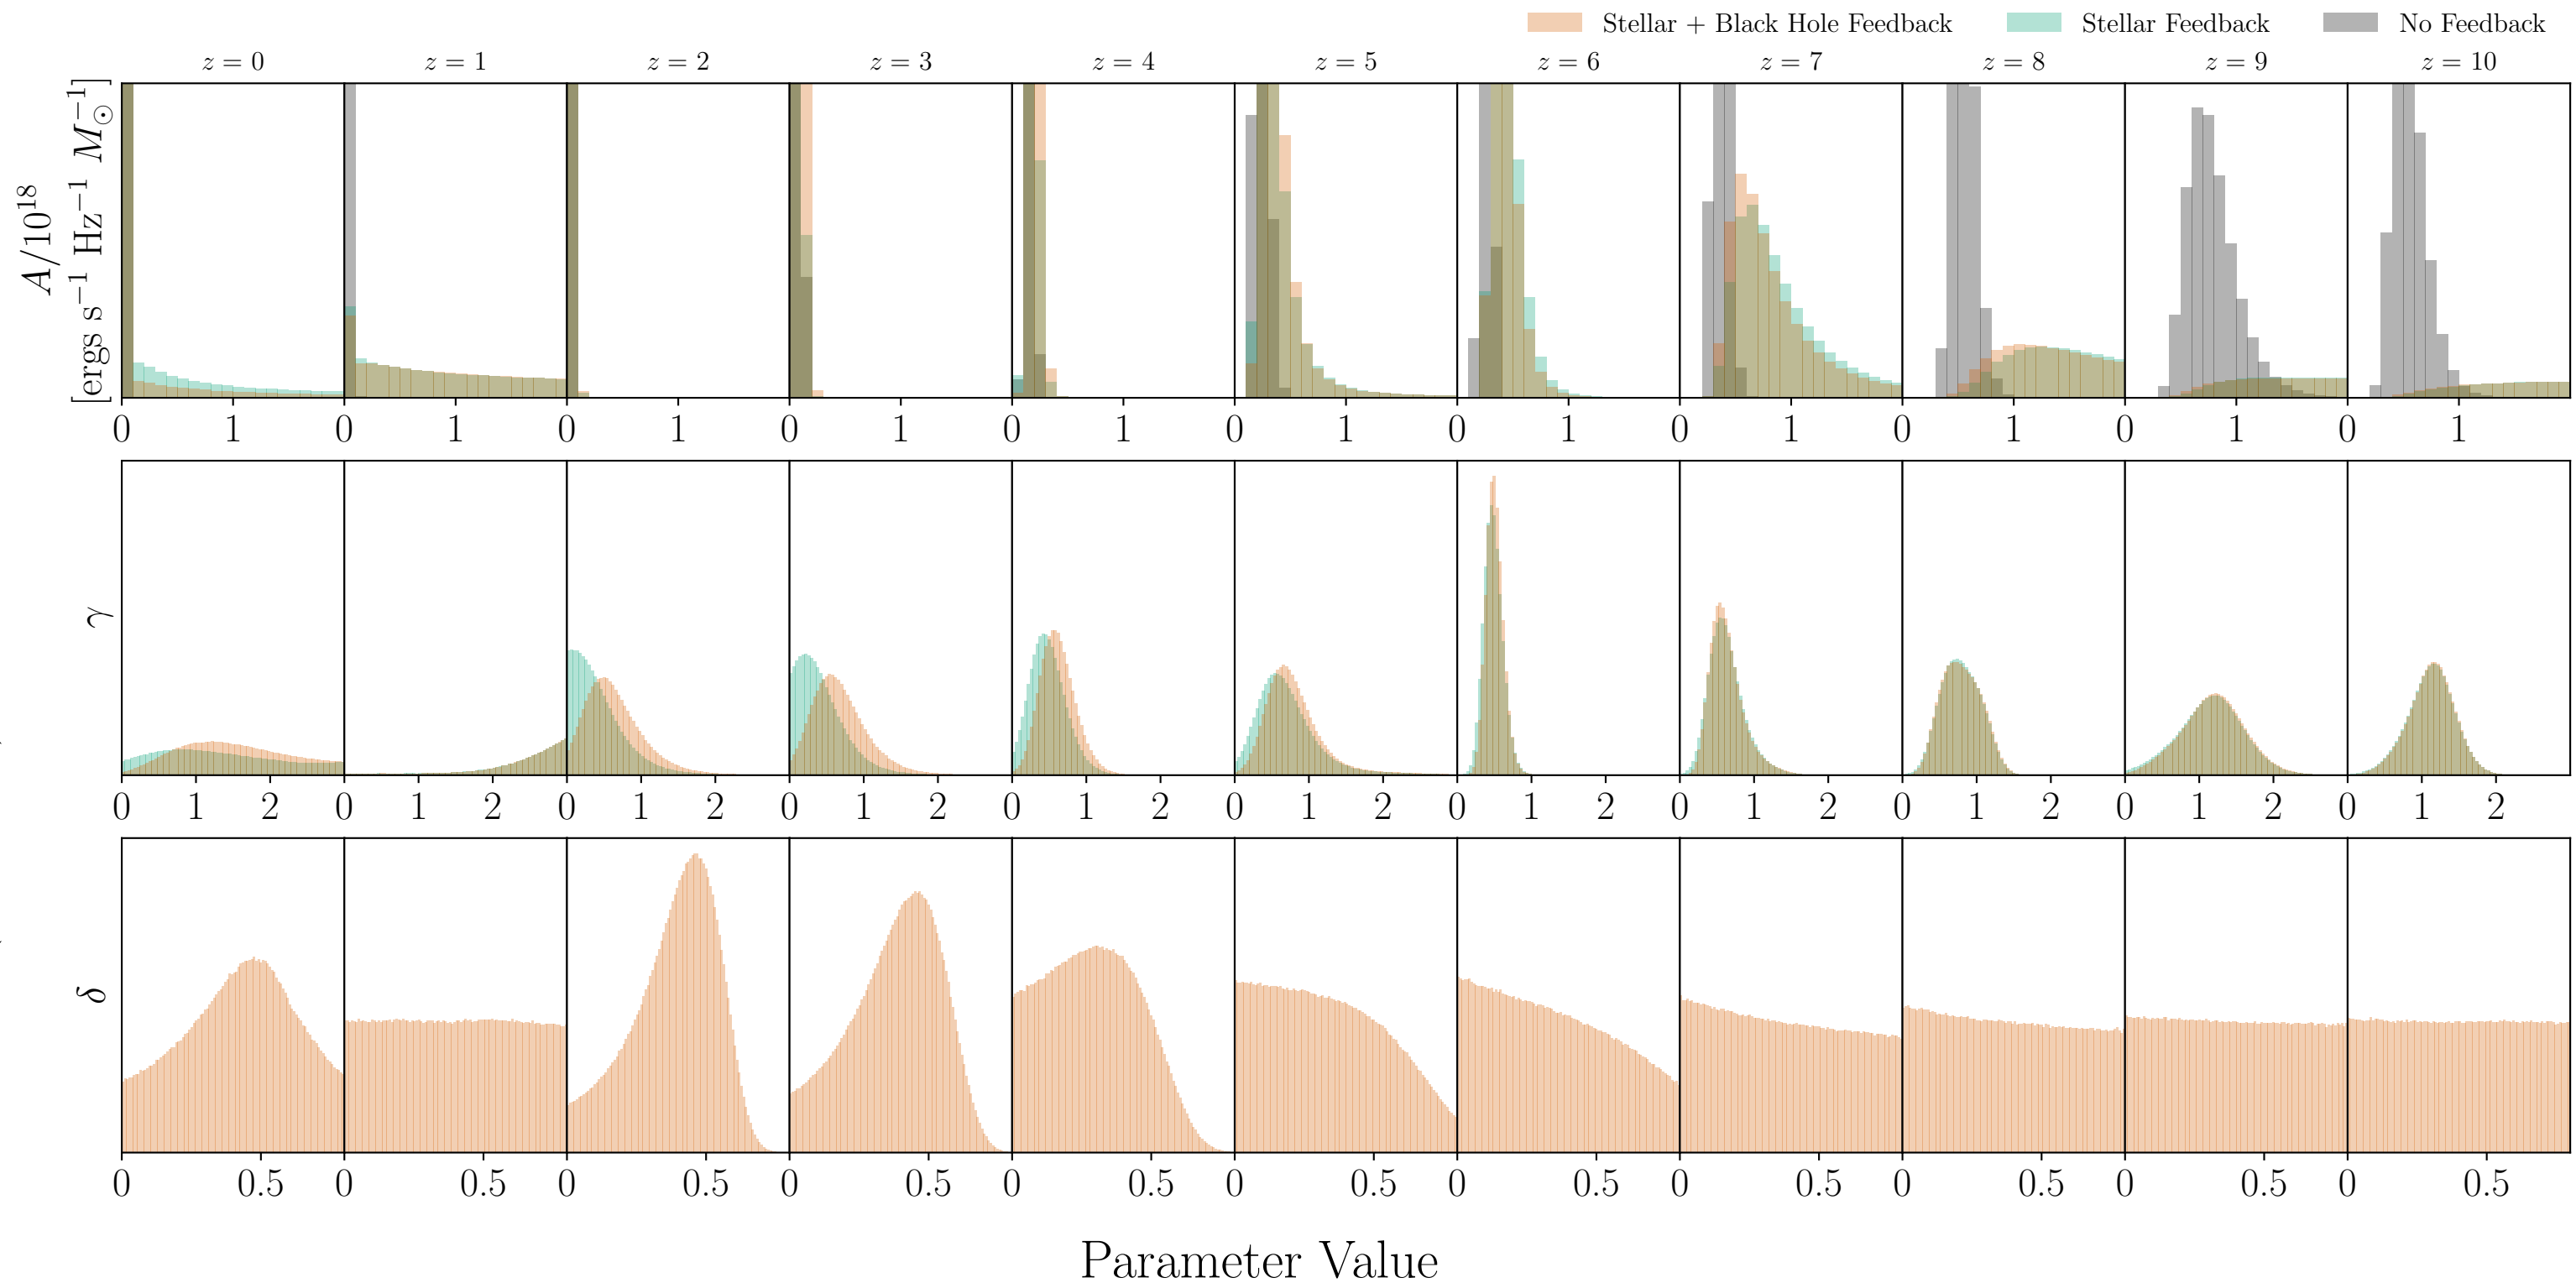 Stellar + Black Hole Feedback Stellar Feedback No Feedback
z = 0 z = 1 z = 2 z = 3 z = 4 z = 5 z = 6 z = 7 z = 8 z = 9 z = 10
A/10^18
[ergs s^−1 Hz^−1 M_⊙^−1]
0 1 0 1 0 1 0 1 0 1 0 1 0 1 0 1 0 1 0 1 0 1
γ
0 1 2 0 1 2 0 1 2 0 1 2 0 1 2 0 1 2 0 1 2 0 1 2 0 1 2 0 1 2 0 1 2
δ
0 0.5 0 0.5 0 0.5 0 0.5 0 0.5 0 0.5 0 0.5 0 0.5 0 0.5 0 0.5 0 0.5
Parameter Value